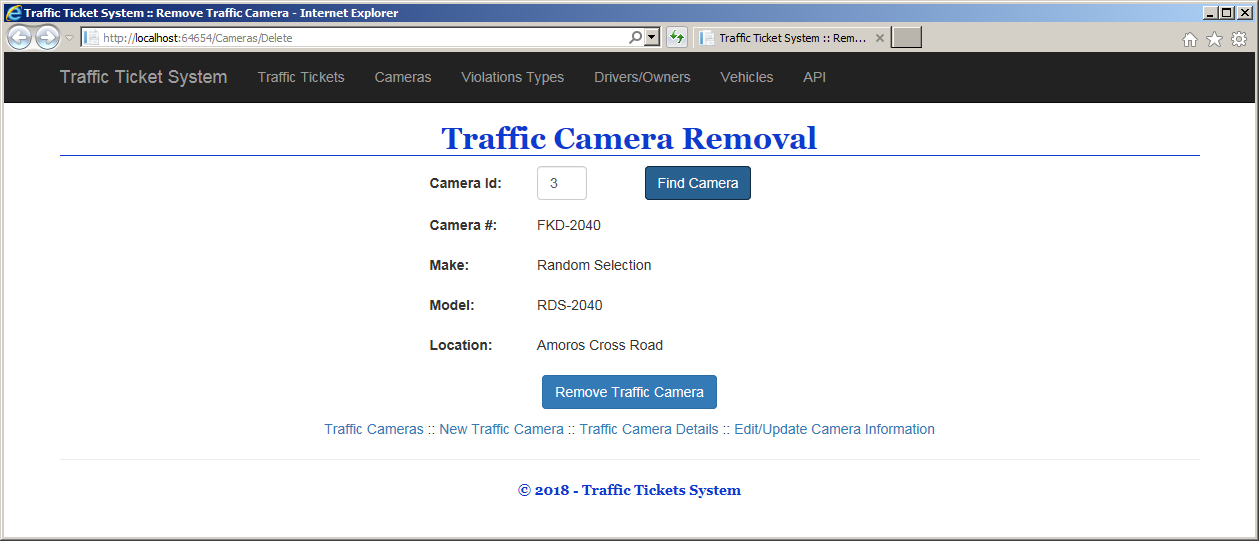 Traffic Ticket System :: Remove Traffic Camera - Internet Explorer
http://localhost:64654/Cameras/Delete
Traffic Ticket System :: Rem...
Traffic Ticket System Traffic Tickets Cameras Violations Types Drivers/Owners Vehicles API
Traffic Camera Removal
Camera Id: 3 Find Camera
Camera #: FKD-2040
Make: Random Selection
Model: RDS-2040
Location: Amoros Cross Road
Remove Traffic Camera
Traffic Cameras :: New Traffic Camera :: Traffic Camera Details :: Edit/Update Camera Information
© 2018 - Traffic Tickets System